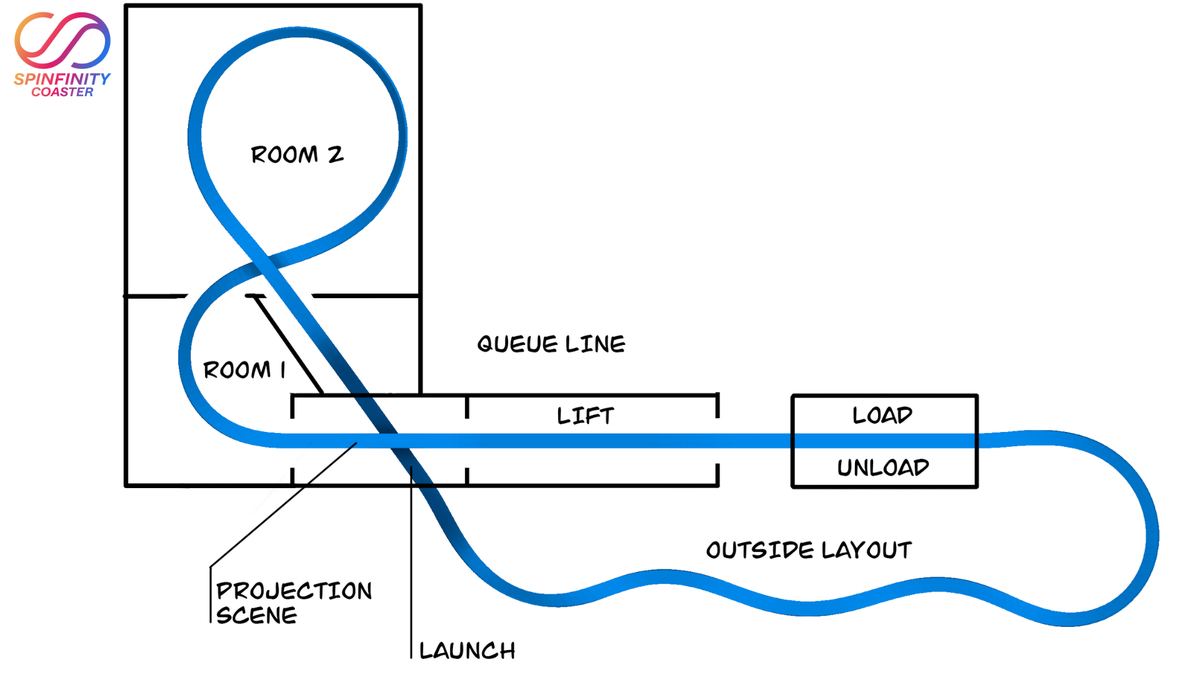 SPINFINITY
COASTER
ROOM 2
QUEUE LINE
ROOM 1
LIFT
LOAD
UNLOAD
OUTSIDE LAYOUT
PROJECTION
SCENE
LAUNCH